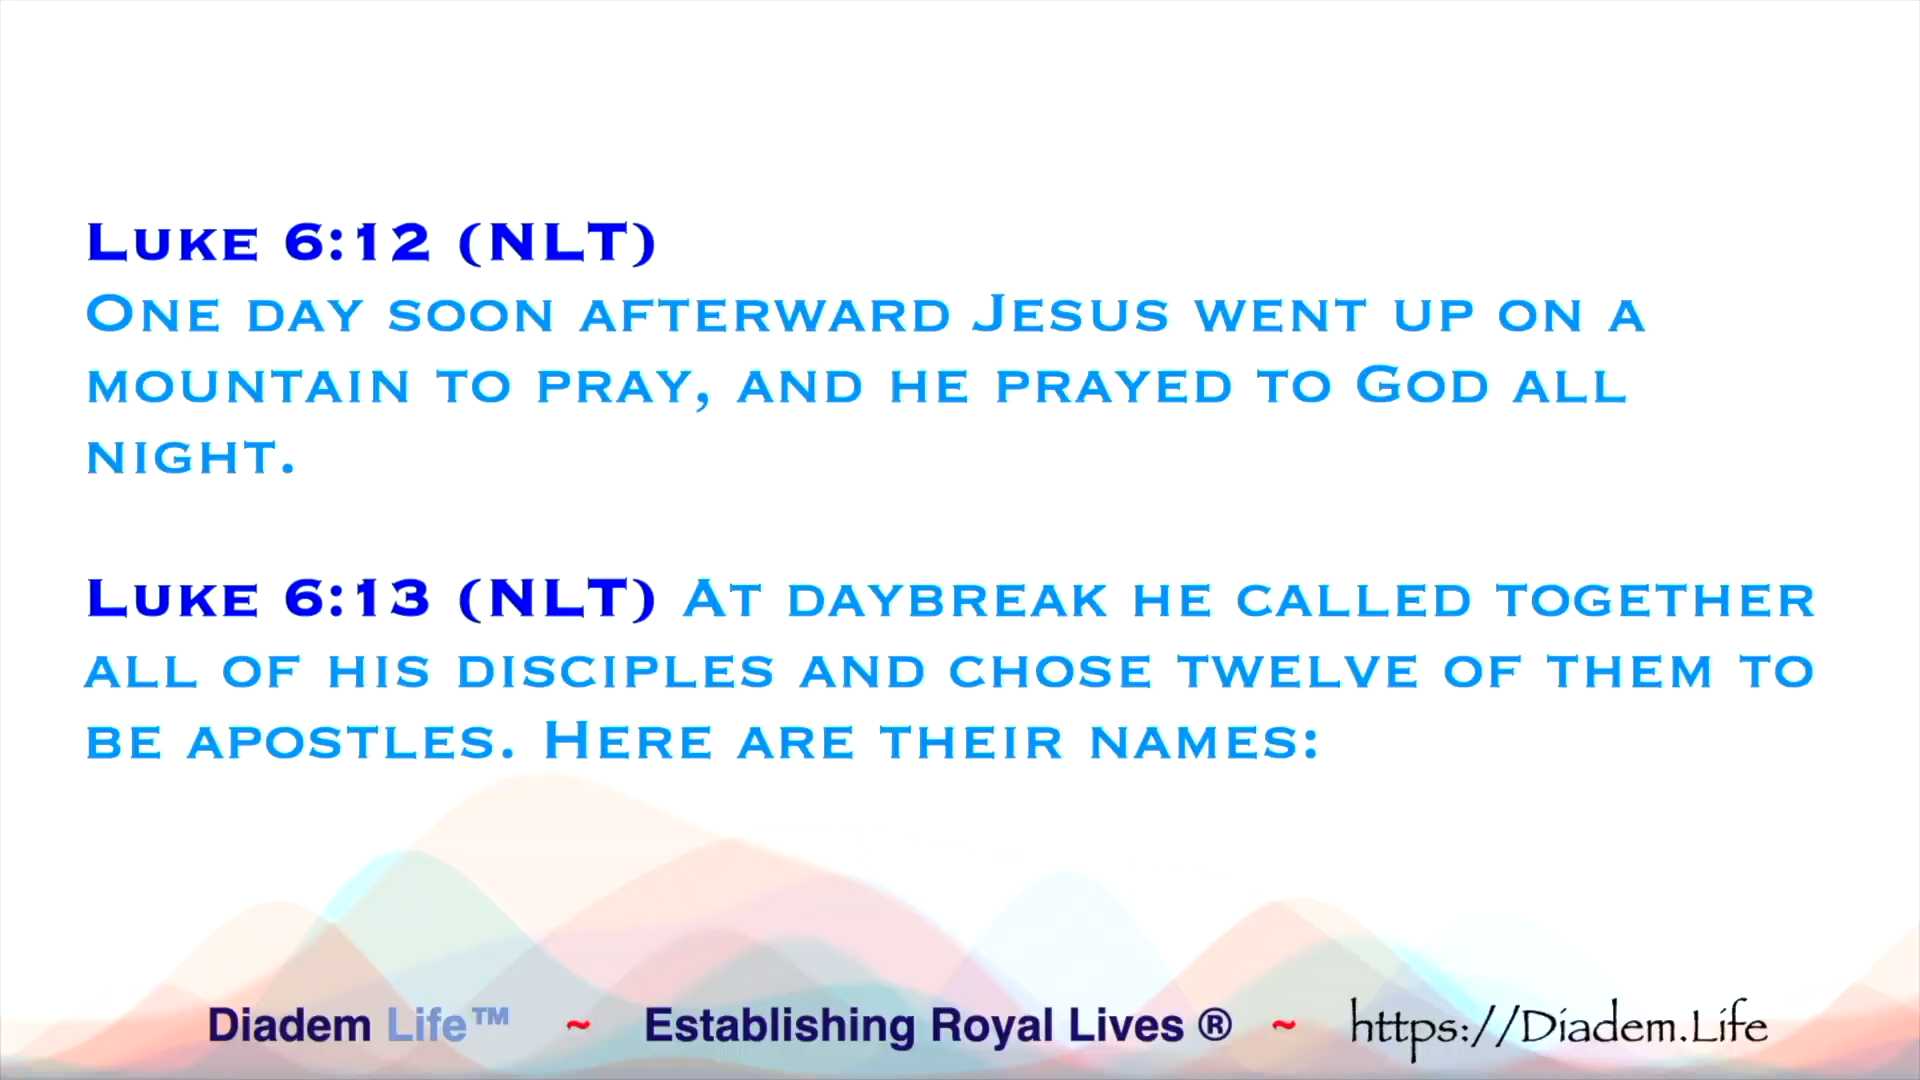 Luke 6:12 (NLT)
One day soon afterward Jesus went up on a
mountain to pray, and he prayed to God all
night.
Luke 6:13 (NLT) At daybreak he called together
all of his disciples and chose twelve of them to
be apostles. Here are their names:
Diadem Life™ ~ Establishing Royal Lives ® ~ https://Diadem.Life